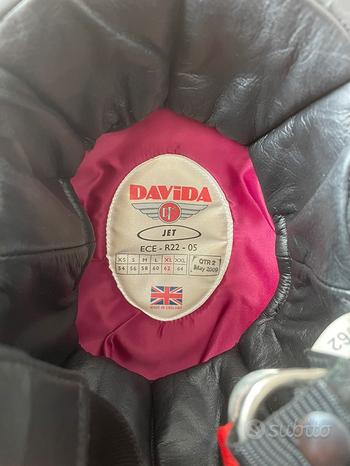 DAVIDA
JET
ECE - R22 - 05
XS S M L XL XXL
54 56 58 60 62 64
QTR 2
May 2009
MADE IN ENGLAND
62
subito